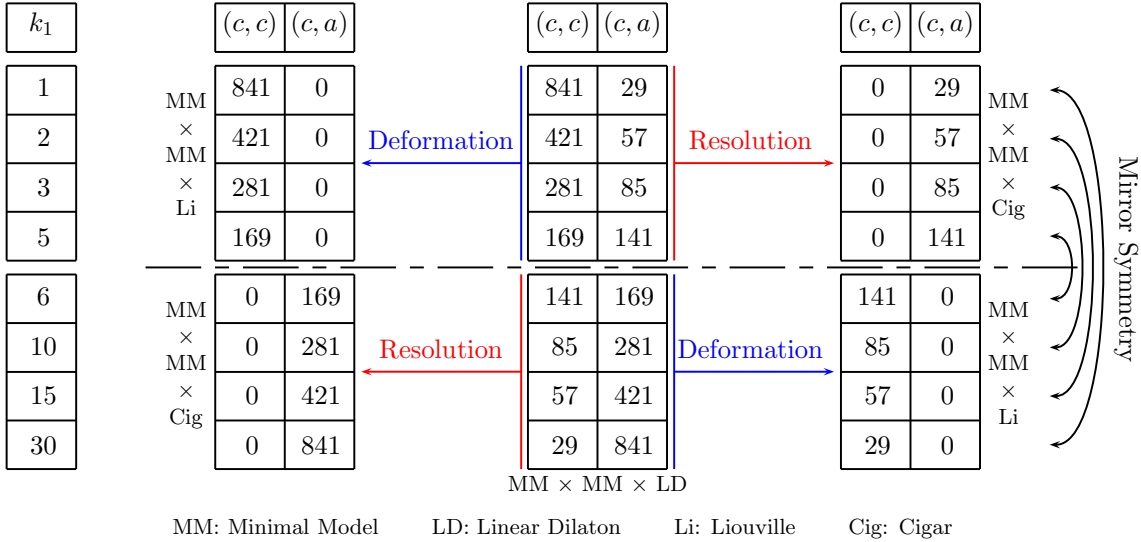 k₁ (c, c) (c, a) (c, c) (c, a) (c, c) (c, a)
1 841 0 841 29 0 29
2 421 0 421 57 0 57
3 281 0 281 85 0 85
5 169 0 169 141 0 141
MM
×
MM
×
Li
Deformation
Resolution
MM
×
MM
×
Cig
Mirror Symmetry
6 0 169 141 169 141 0
10 0 281 85 281 85 0
15 0 421 57 421 57 0
30 0 841 29 841 29 0
MM
×
MM
×
Cig
Resolution
Deformation
MM
×
MM
×
Li
MM × MM × LD
MM: Minimal Model LD: Linear Dilaton Li: Liouville Cig: Cigar